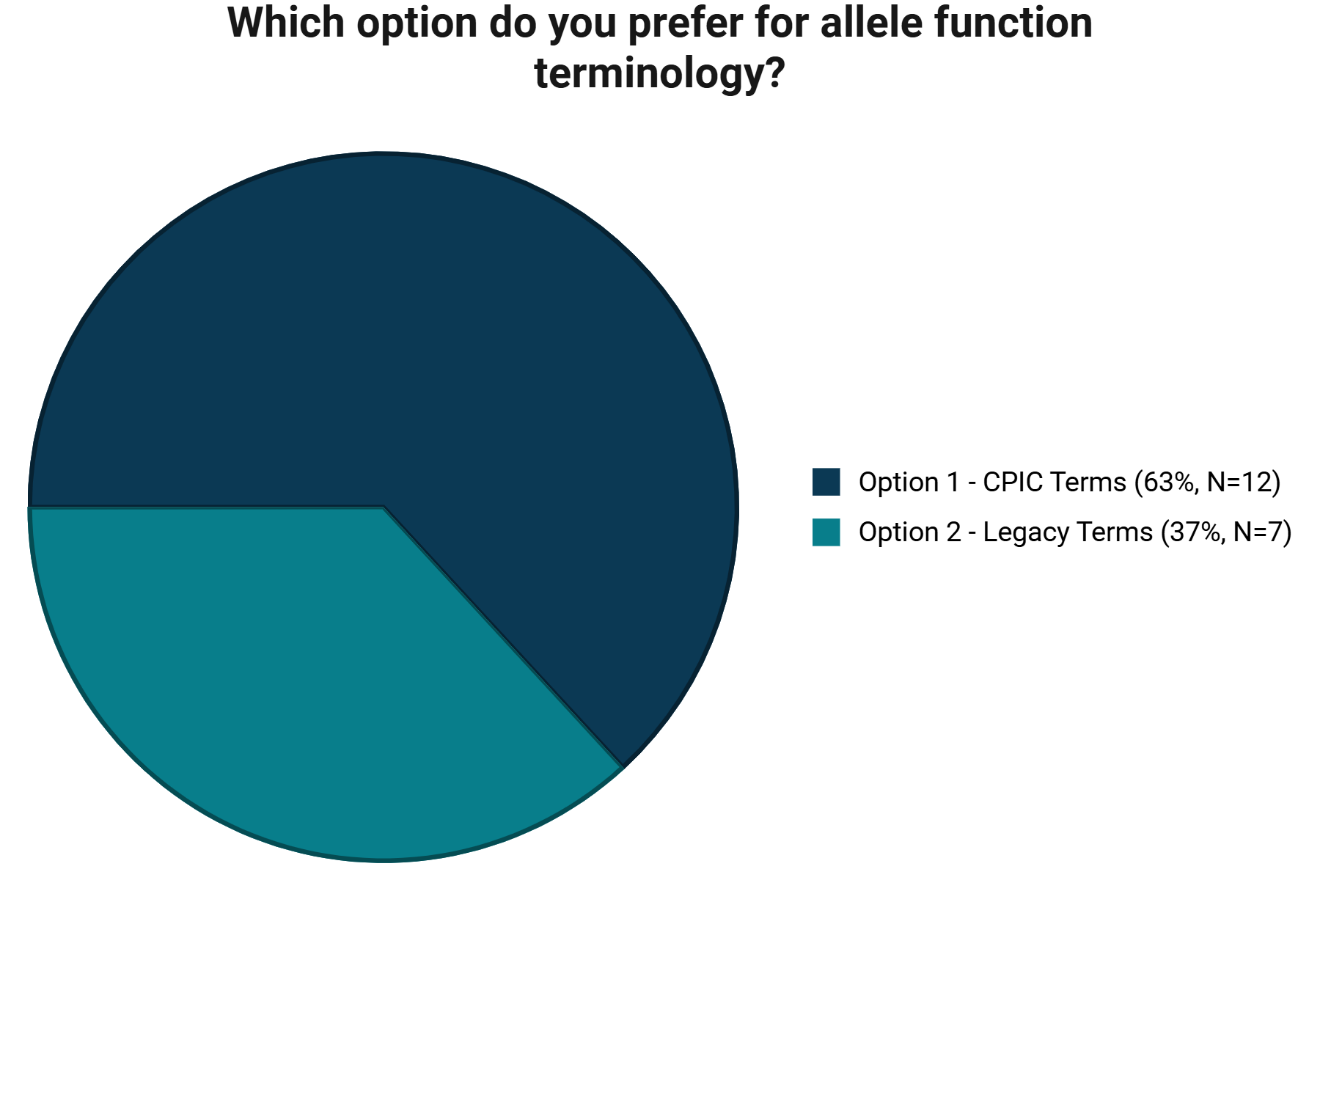 Which option do you prefer for allele function
terminology?
Option 1 - CPIC Terms (63%, N=12)
Option 2 - Legacy Terms (37%, N=7)